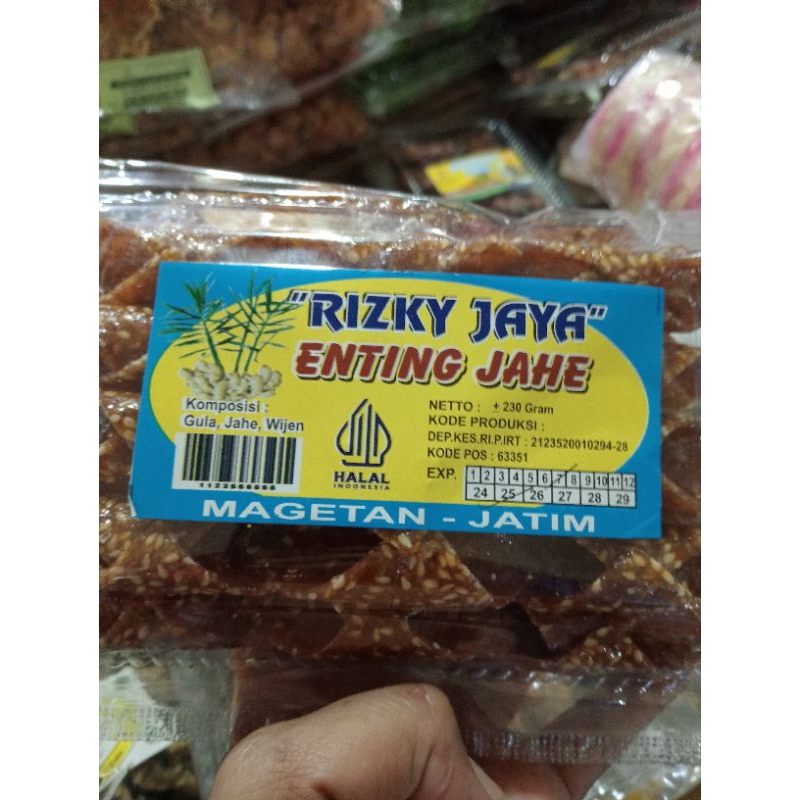 "RIZKY JAYA"
ENTING JAHE
Komposisi :
Gula, Jahe, Wijen
HALAL
INDONESIA
NETTO : ± 230 Gram
KODE PRODUKSI :
DEP.KES.RI.P.IRT : 2123520010294-28
KODE POS : 63351
EXP. 1 2 3 4 5 6 7 8 9 10 11 12
24 25 26 27 28 29
MAGETAN - JATIM